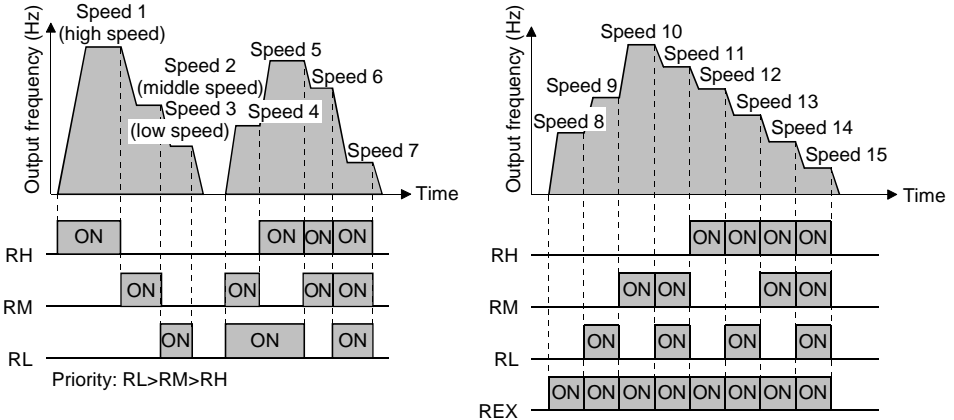 Output frequency (Hz)
Speed 1
(high speed)
Speed 2
(middle speed)
Speed 3
(low speed)
Speed 4
Speed 5
Speed 6
Speed 7
Time
RH
ON
ON
ON
ON
RM
ON
ON
ON
ON
RL
ON
ON
ON
Priority: RL>RM>RH
Output frequency (Hz)
Speed 8
Speed 9
Speed 10
Speed 11
Speed 12
Speed 13
Speed 14
Speed 15
Time
RH
ON
ON
ON
ON
RM
ON
ON
ON
ON
RL
ON
ON
ON
ON
REX
ON
ON
ON
ON
ON
ON
ON
ON